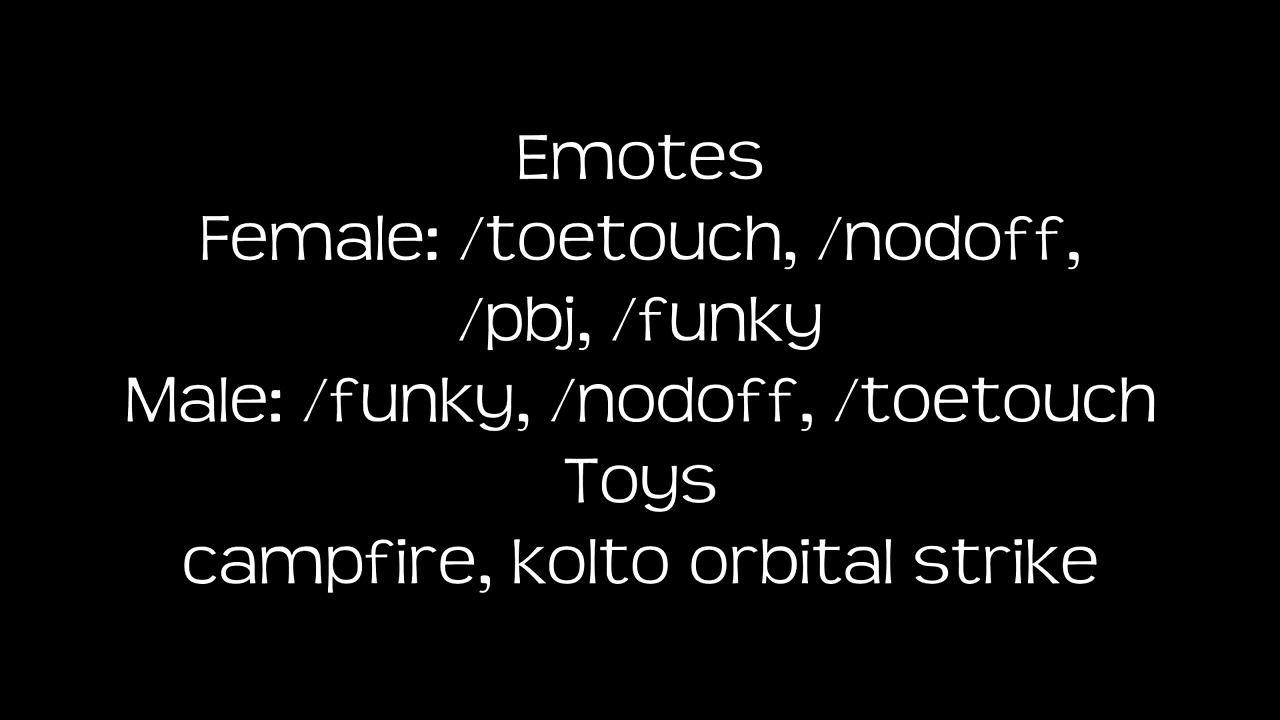 Emotes
Female: /toetouch, /nodoff,
/pbj, /funky
Male: /funky, /nodoff, /toetouch
Toys
campfire, kolto orbital strike